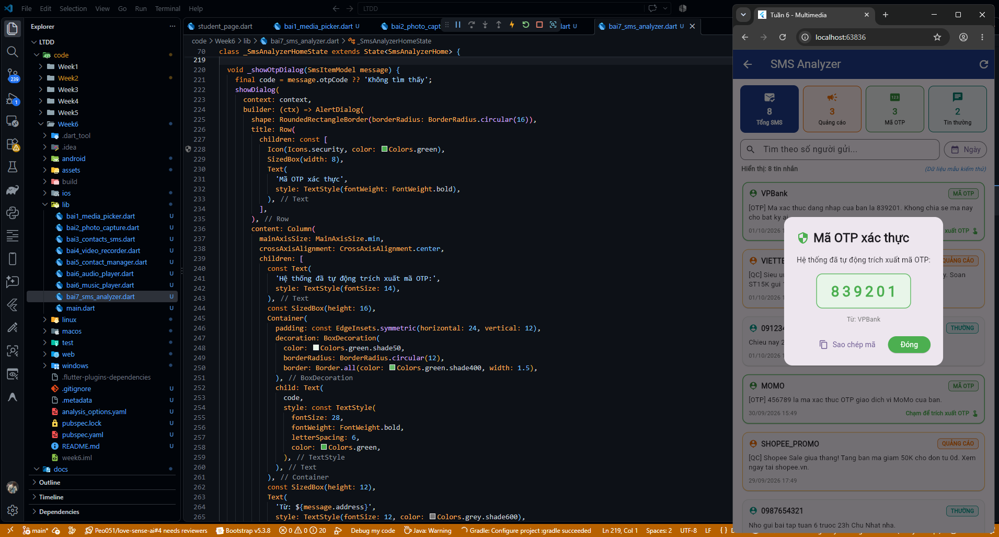 File Edit Selection View Go Run Terminal Help
LTDD
Explorer
LTDD
code
Week1
Week2
Week3
Week4
Week5
Week6
.dart_tool
.idea
android
assets
build
ios
lib
bai1_media_picker.dart U
bai2_photo_capture.dart U
bai3_contacts_sms.dart U
bai4_video_recorder.dart U
bai5_contact_manager.dart U
bai6_audio_player.dart U
bai6_music_player.dart U
bai7_sms_analyzer.dart U
main.dart U
linux
macos
test
web
windows
.flutter-plugins-dependencies
.gitignore U
.metadata U
analysis_options.yaml U
pubspec.lock U
pubspec.yaml U
README.md U
week6.iml
docs
Outline
Timeline
Dependencies
239
1
student_page.dart
bai1_media_picker.dart U
bai2_photo_capt
dart U
bai7_sms_analyzer.dart U
code > Week6 > lib > bai7_sms_analyzer.dart > _SmsAnalyzerHomeState
70 class _SmsAnalyzerHomeState extends State<SmsAnalyzerHome> {
219
220 void _showOtpDialog(SmsItemModel message) {
221 final code = message.otpCode ?? 'Không tìm thấy';
222 showDialog(
223 context: context,
224 builder: (ctx) => AlertDialog(
225 shape: RoundedRectangleBorder(borderRadius: BorderRadius.circular(16)),
226 title: Row(
227 children: const [
228 Icon(Icons.security, color: Colors.green),
229 SizedBox(width: 8),
230 Text(
231 'Mã OTP xác thực',
232 style: TextStyle(fontWeight: FontWeight.bold),
233 ), // Text
234 ],
235 ), // Row
236 content: Column(
237 mainAxisSize: MainAxisSize.min,
238 crossAxisAlignment: CrossAxisAlignment.center,
239 children: [
240 const Text(
241 'Hệ thống đã tự động trích xuất mã OTP:',
242 style: TextStyle(fontSize: 14),
243 ), // Text
244 const SizedBox(height: 16),
245 Container(
246 padding: const EdgeInsets.symmetric(horizontal: 24, vertical: 12),
247 decoration: BoxDecoration(
248 color: Colors.green.shade50,
249 borderRadius: BorderRadius.circular(12),
250 border: Border.all(color: Colors.green.shade400, width: 1.5),
251 ), // BoxDecoration
252 child: Text(
253 code,
254 style: const TextStyle(
255 fontSize: 28,
256 fontWeight: FontWeight.bold,
257 letterSpacing: 6,
258 color: Colors.green,
259 ), // TextStyle
260 ), // Text
261 ), // Container
262 const SizedBox(height: 12),
263 Text(
264 'Từ: ${message.address}',
265 style: TextStyle(fontSize: 12, color: Colors.grey.shade600),
main* Peo051/love-sense-ai#4 needs reviewers Bootstrap v5.3.8 0 0 20 Debug my code Java: Warning Gradle: Configure project :gradle succeeded Ln 219, Col 1 Spaces: 2 UTF-8 LF { }
Tuần 6 - Multimedia
localhost:63836
SMS Analyzer
8
Tổng SMS
3
Quảng cáo
123
3
Mã OTP
2
Tin thường
Tìm theo số người gửi...
Ngày
Hiển thị: 8 tin nhắn
(Dữ liệu mẫu kiểm thử)
VPBank
MÃ OTP
[OTP] Ma xac thuc dang nhap cua ban la 839201. Khong chia se ma nay
cho bat ky ai
01/10/2026 1
xuất OTP
Mã OTP xác thực
Hệ thống đã tự động trích xuất mã OTP:
839201
Từ: VPBank
Sao chép mã
Đóng
VIETTE
QUẢNG CÁO
[QC] Sieu u
y. Soan
ST15K gui
01/10/2026 1
09123
THƯỜNG
Chieu nay 2
01/10/2026 1
MOMO
MÃ OTP
[OTP] 456789 la ma xac thuc OTP giao dich vi MoMo cua ban.
30/09/2026 15:49
Chạm để trích xuất OTP
SHOPEE_PROMO
QUẢNG CÁO
[QC] Shopee Sale giua thang! Tang ban ma giam 50K cho don tu 0d. Xem
ngay tai shopee.vn.
29/09/2026 17:49
0987654321
THƯỜNG
Nho gui bai tap tuan 6 truoc 23h Chu Nhat nha.